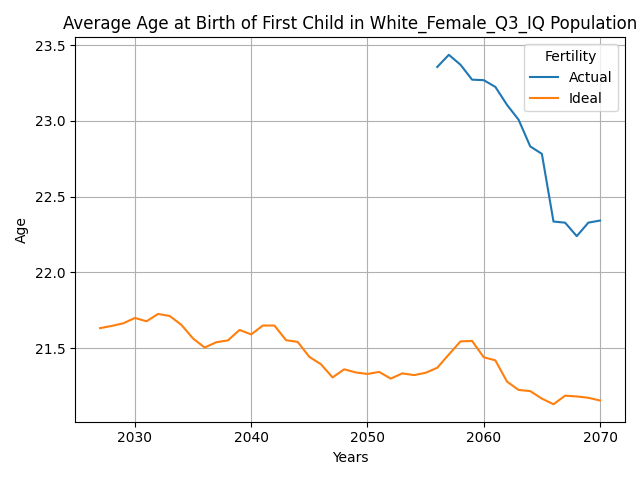 Average Age at Birth of First Child in White_Female_Q3_IQ Population
Fertility
Actual
Ideal
23.5
23.0
22.5
22.0
21.5
Age
2030 2040 2050 2060 2070
Years